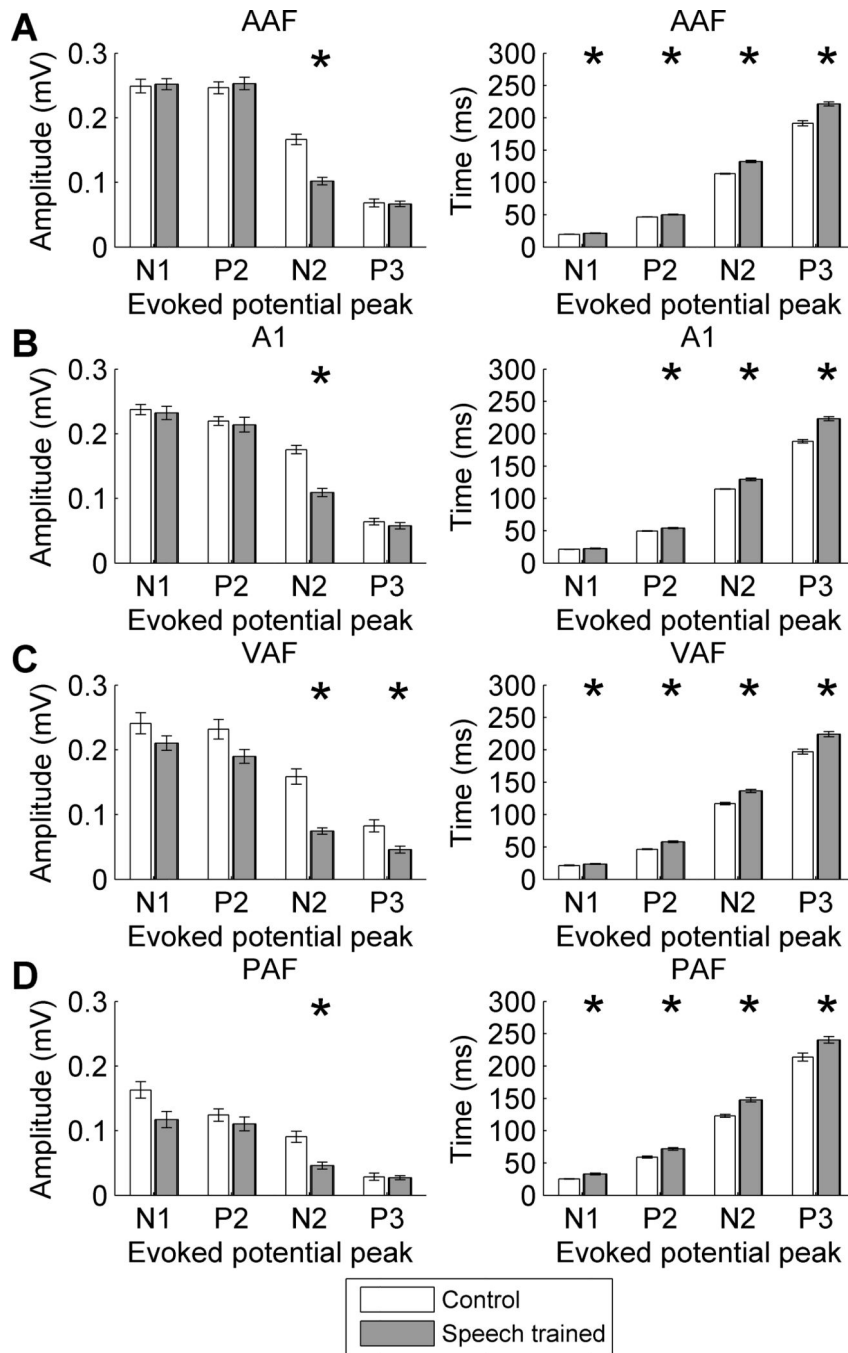 A
AAF
Amplitude (mV)
0.3
0.2
0.1
0
*
N1 P2 N2 P3
Evoked potential peak
AAF
Time (ms)
300
250
200
150
100
50
0
* * * *
N1 P2 N2 P3
Evoked potential peak
B
A1
Amplitude (mV)
0.3
0.2
0.1
0
*
N1 P2 N2 P3
Evoked potential peak
A1
Time (ms)
300
250
200
150
100
50
0
* * *
N1 P2 N2 P3
Evoked potential peak
C
VAF
Amplitude (mV)
0.3
0.2
0.1
0
* *
N1 P2 N2 P3
Evoked potential peak
VAF
Time (ms)
300
250
200
150
100
50
0
* * * *
N1 P2 N2 P3
Evoked potential peak
D
PAF
Amplitude (mV)
0.3
0.2
0.1
0
*
N1 P2 N2 P3
Evoked potential peak
PAF
Time (ms)
300
250
200
150
100
50
0
* * * *
N1 P2 N2 P3
Evoked potential peak
Control
Speech trained